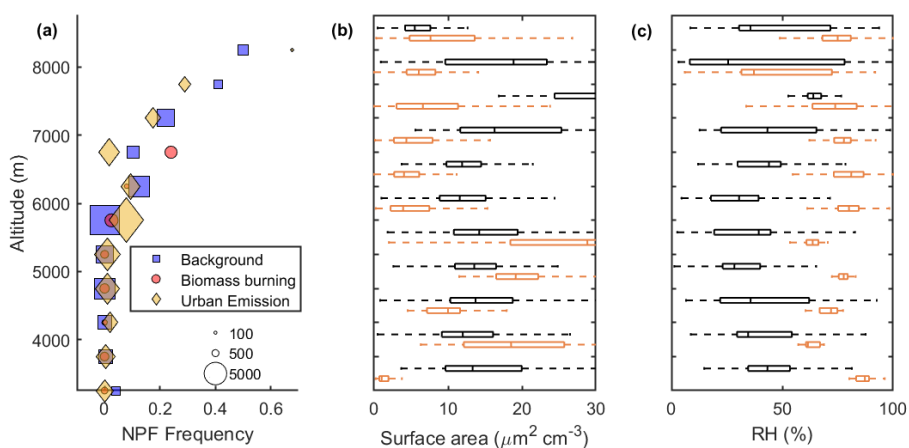 (a)
(b)
(c)
8000
7000
6000
5000
4000
Altitude (m)
Background
Biomass burning
Urban Emission
100
500
5000
0 0.2 0.4 0.6
NPF Frequency
0 10 20 30
Surface area (μm² cm⁻³)
0 50 100
RH (%)